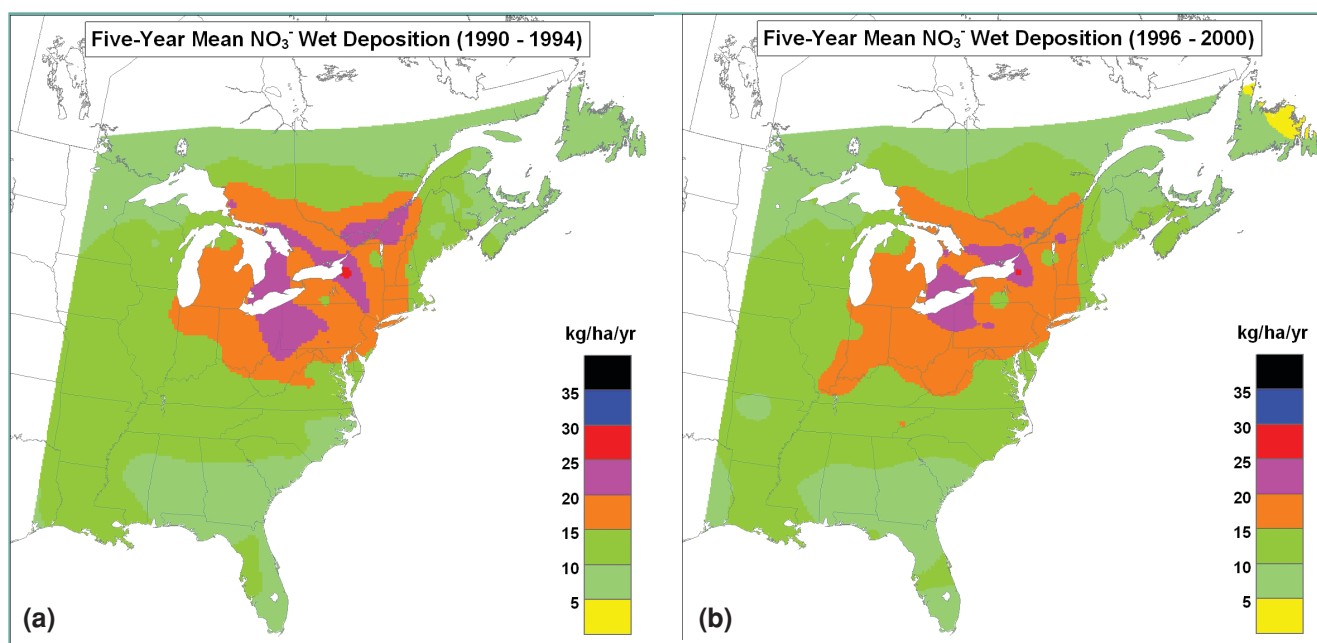 Five-Year Mean NO₃⁻ Wet Deposition (1990 - 1994)
kg/ha/yr
35
30
25
20
15
10
5
(a)
Five-Year Mean NO₃⁻ Wet Deposition (1996 - 2000)
kg/ha/yr
35
30
25
20
15
10
5
(b)